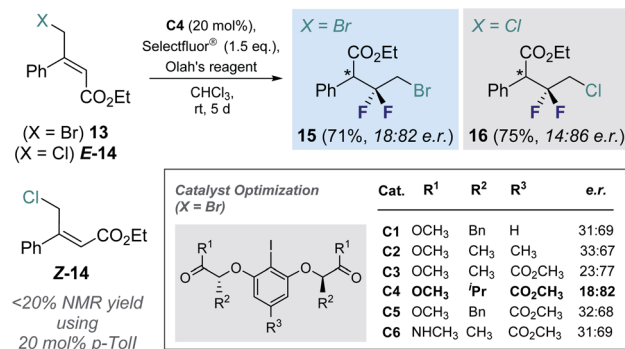 X
Ph
CO₂Et
(X = Br) 13
(X = Cl) E-14
C4 (20 mol%),
Selectfluor® (1.5 eq.),
Olah's reagent
CHCl₃
rt, 5 d
X = Br
CO₂Et
*
Ph
Br
F F
15 (71%, 18:82 e.r.)
X = Cl
CO₂Et
*
Ph
Cl
F F
16 (75%, 14:86 e.r.)
Cl
Ph
CO₂Et
Z-14
<20% NMR yield
using
20 mol% p-TolI
Catalyst Optimization
(X = Br)
R¹ I R¹
O O O O
R² R²
R³
Cat. R¹ R² R³ e.r.
C1 OCH₃ Bn H 31:69
C2 OCH₃ CH₃ CH₃ 33:67
C3 OCH₃ CH₃ CO₂CH₃ 23:77
C4 OCH₃ ⁱPr CO₂CH₃ 18:82
C5 OCH₃ Bn CO₂CH₃ 32:68
C6 NHCH₃ CH₃ CO₂CH₃ 31:69